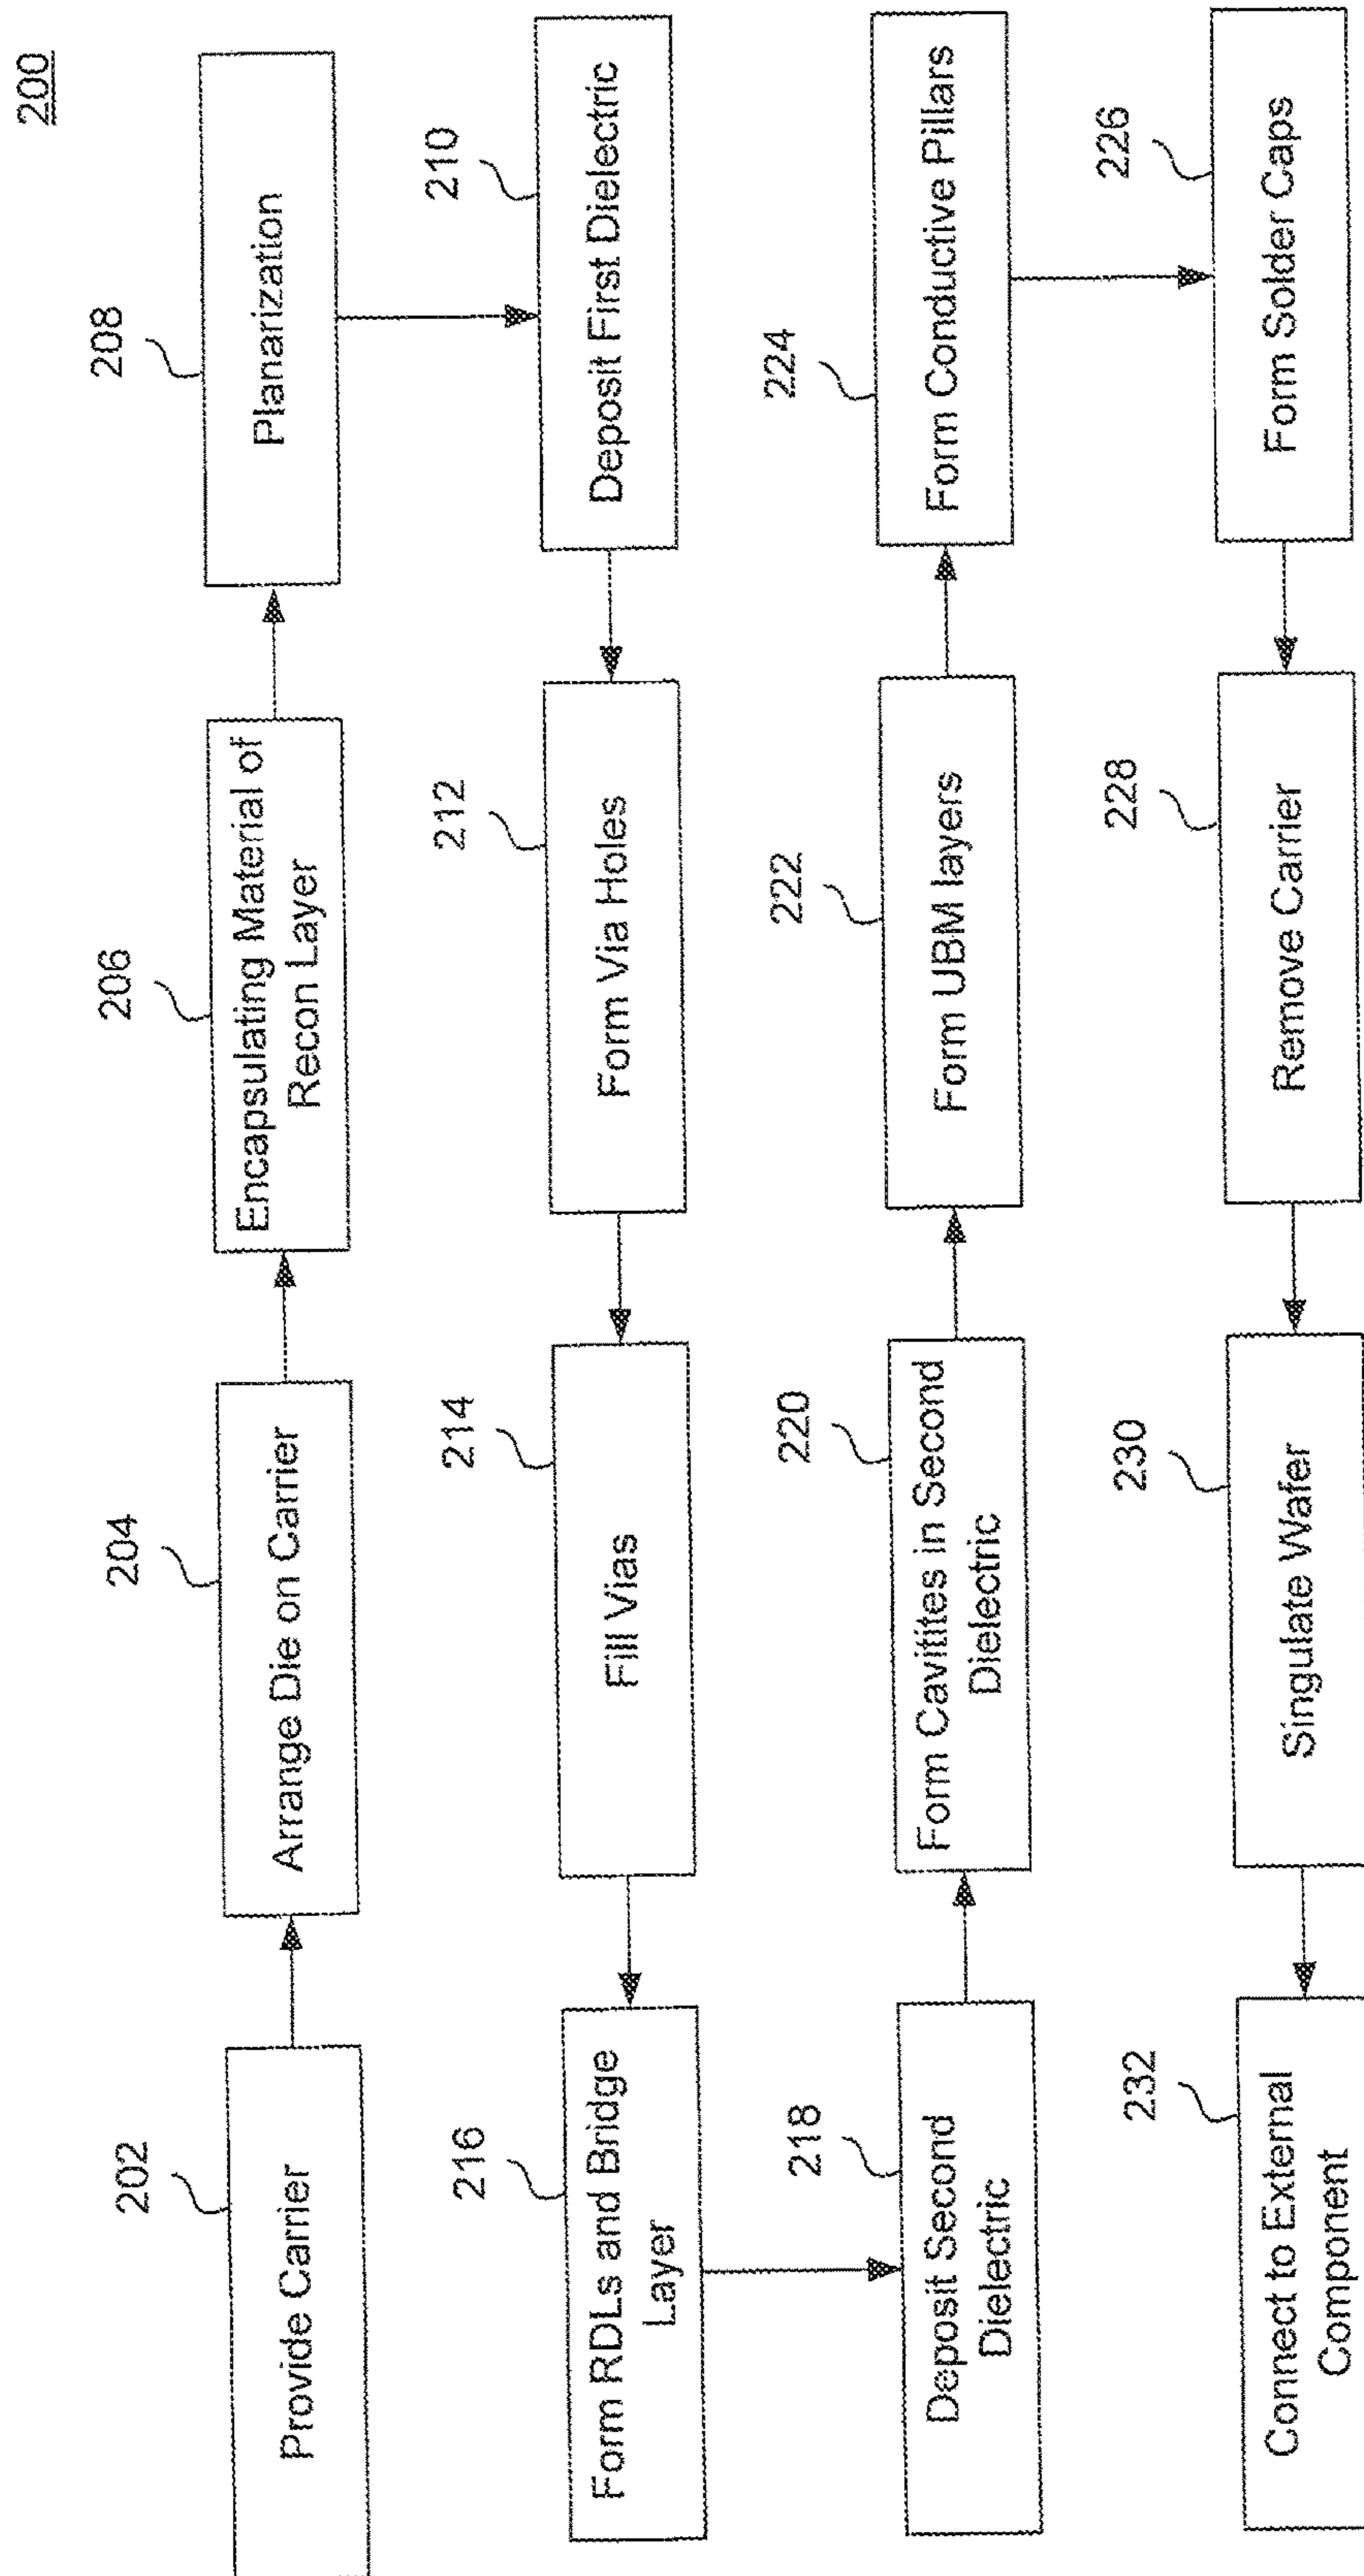 200
202
Provide Carrier
204
Arrange Die on Carrier
206
Encapsulating Material of
Recon Layer
208
Planarization
210
Deposit First Dielectric
212
Form Via Holes
214
Fill Vias
216
Form RDLs and Bridge
Layer
218
Deposit Second
Dielectric
220
Form Cavitites in Second
Dielectric
222
Form UBM layers
224
Form Conductive Pillars
226
Form Solder Caps
228
Remove Carrier
230
Singulate Wafer
232
Connect to External
Component